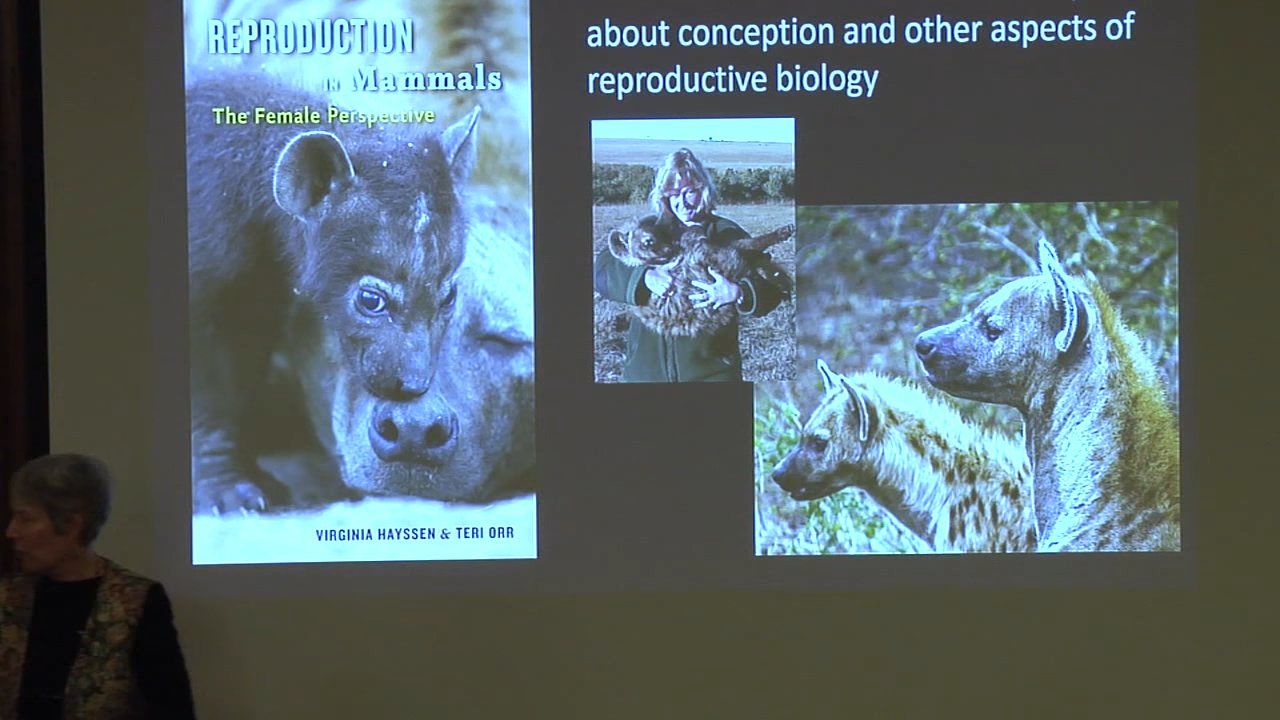 REPRODUCTION
IN Mammals
The Female Perspective
VIRGINIA HAYSSEN & TERI ORR
about conception and other aspects of
reproductive biology